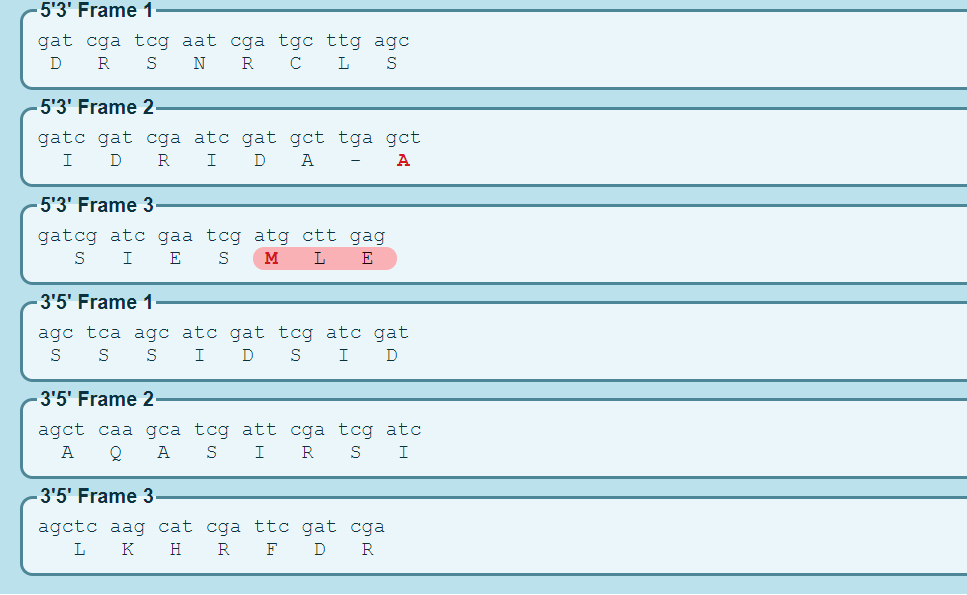 5'3' Frame 1
gat cga tcg aat cga tgc ttg agc
D R S N R C L S
5'3' Frame 2
gatc gat cga atc gat gct tga gct
I D R I D A - A
5'3' Frame 3
gatcg atc gaa tcg atg ctt gag
S I E S M L E
3'5' Frame 1
agc tca agc atc gat tcg atc gat
S S S I D S I D
3'5' Frame 2
agct caa gca tcg att cga tcg atc
A Q A S I R S I
3'5' Frame 3
agctc aag cat cga ttc gat cga
L K H R F D R